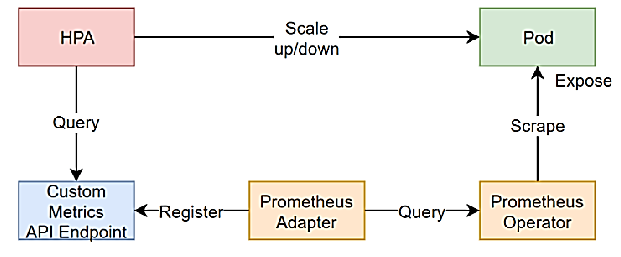 HPA
Scale
up/down
Pod
Expose
Query
Scrape
Custom
Metrics
API Endpoint
Register
Prometheus
Adapter
Query
Prometheus
Operator